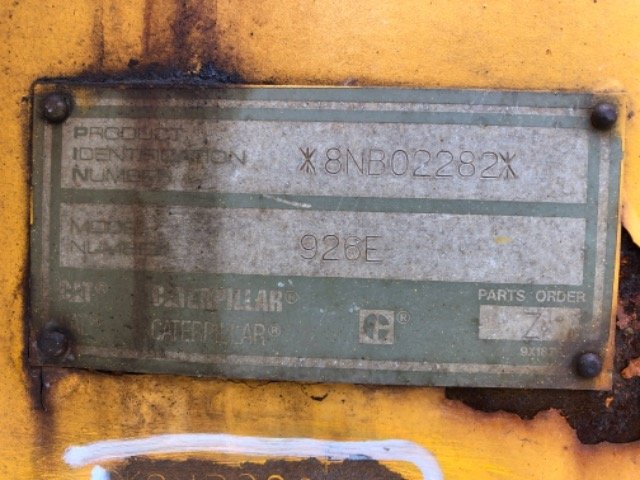 PRODUCT
IDENTIFICATION
NUMBER
*8NB02282*
MODEL
NUMBER
926E
CAT® CATERPILLAR®
CATERPILLAR®
C®
PARTS ORDER
Z